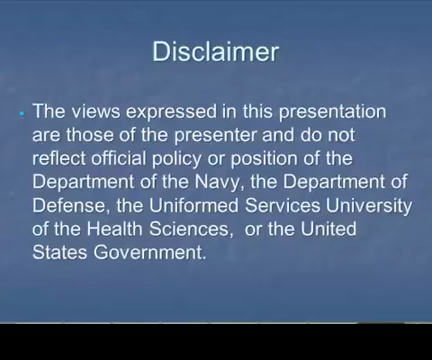 Disclaimer
The views expressed in this presentation
are those of the presenter and do not
reflect official policy or position of the
Department of the Navy, the Department of
Defense, the Uniformed Services University
of the Health Sciences, or the United
States Government.